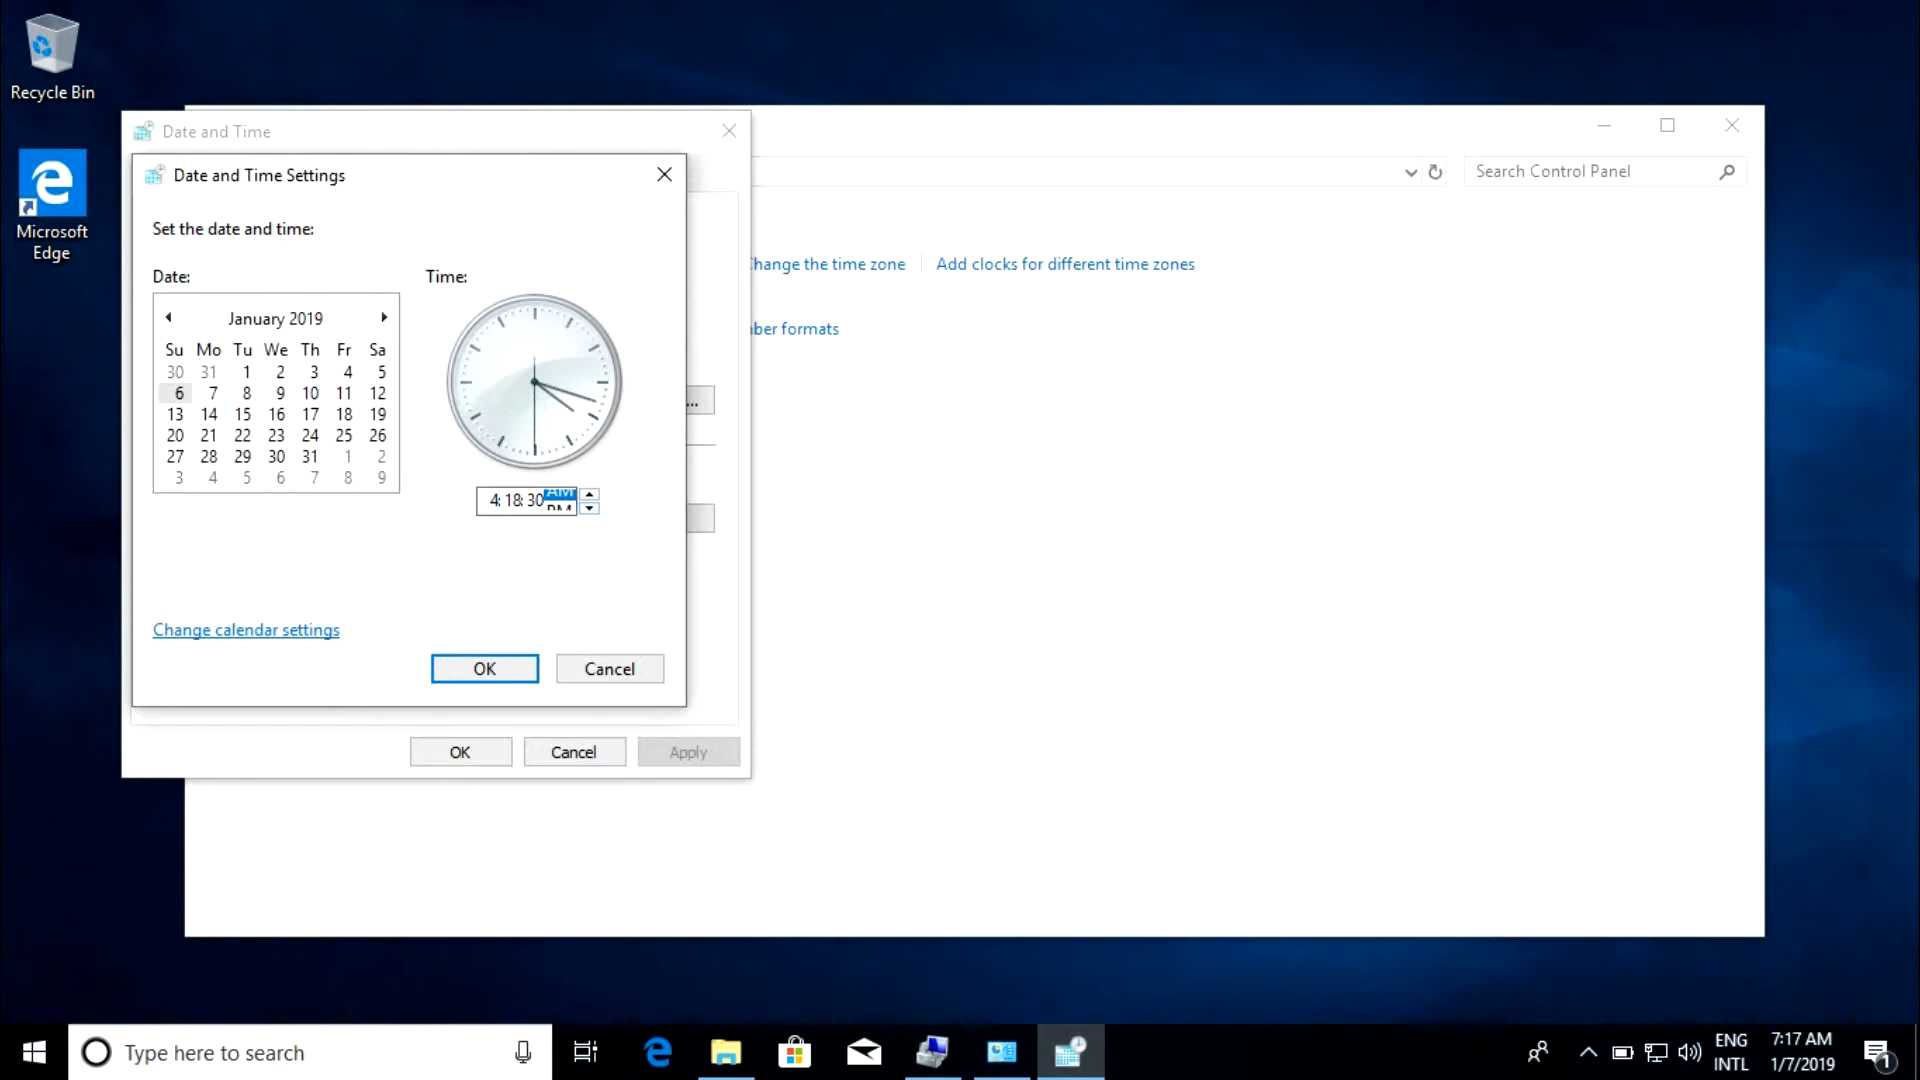 Recycle Bin
Microsoft
Edge
Date and Time
Date and Time Settings
Set the date and time:
Date:
Time:
January 2019
Su Mo Tu We Th Fr Sa
30 31 1 2 3 4 5
6 7 8 9 10 11 12
13 14 15 16 17 18 19
20 21 22 23 24 25 26
27 28 29 30 31 1 2
3 4 5 6 7 8 9
4: 18: 30 AM
PM
Change calendar settings
OK
Cancel
...
OK
Cancel
Apply
Search Control Panel
hange the time zone
Add clocks for different time zones
ber formats
Type here to search
ENG
INTL
7:17 AM
1/7/2019
1